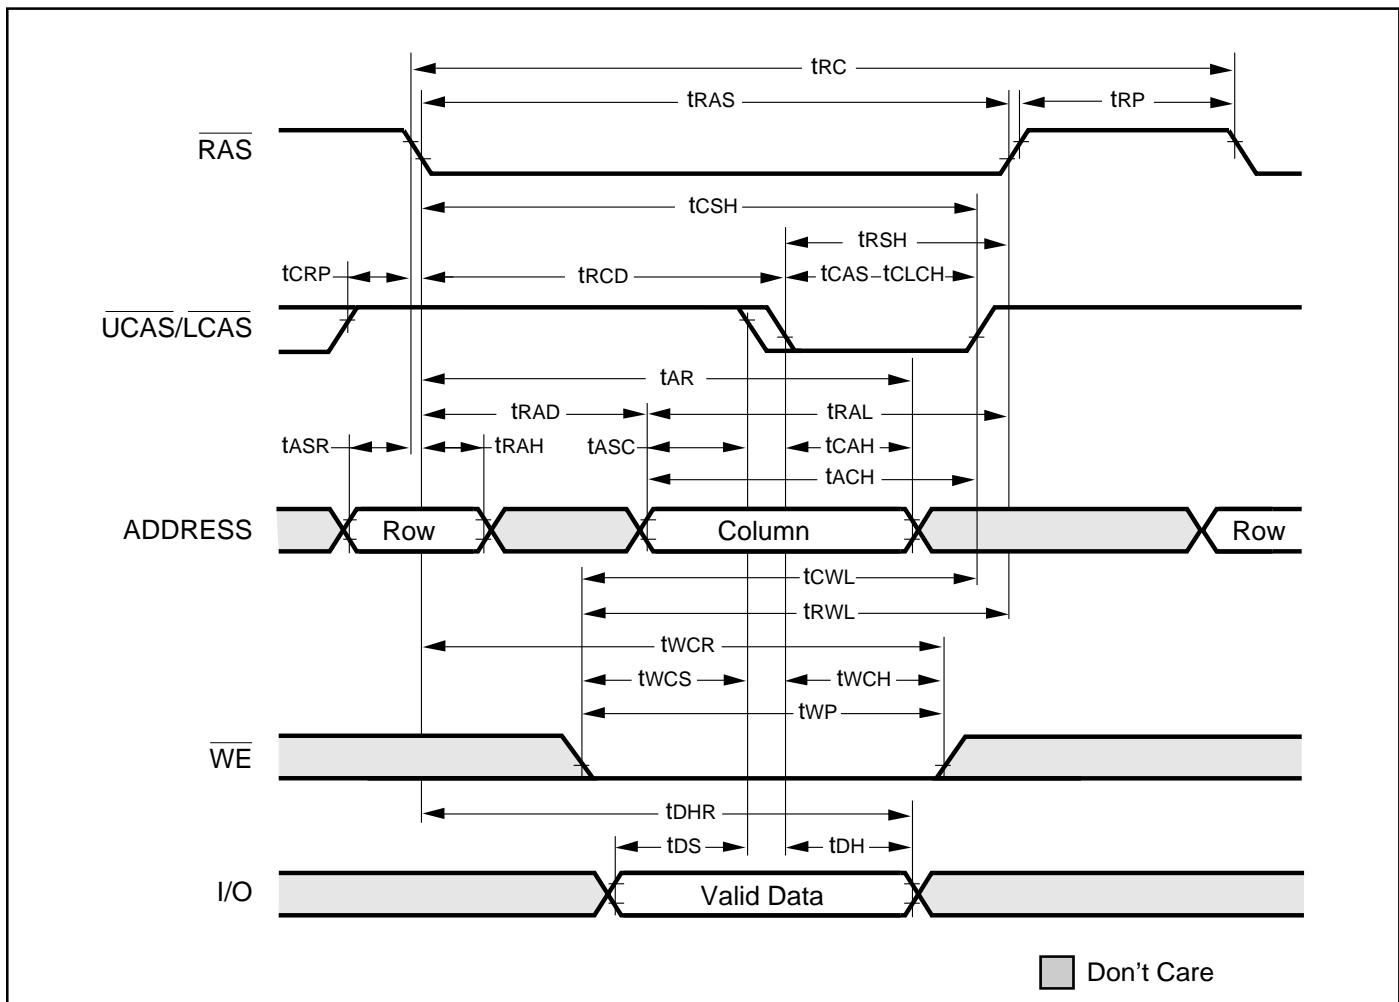 tRC
tRAS
tRP
RAS
tCSH
tRSH
tCRP
tRCD
tCAS tCLCH
UCAS/LCAS
tAR
tRAD
tRAL
tASR
tRAH
tASC
tCAH
tACH
ADDRESS
Row
Column
Row
tCWL
tRWL
tWCR
tWCS
tWCH
tWP
WE
tDHR
tDS
tDH
I/O
Valid Data
Don't Care